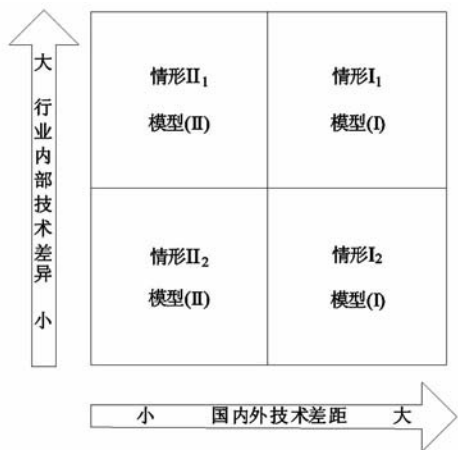 大 行业内部技术差异 小
情形II₁
模型(II)
情形I₁
模型(I)
情形II₂
模型(II)
情形I₂
模型(I)
小 国内外技术差距 大